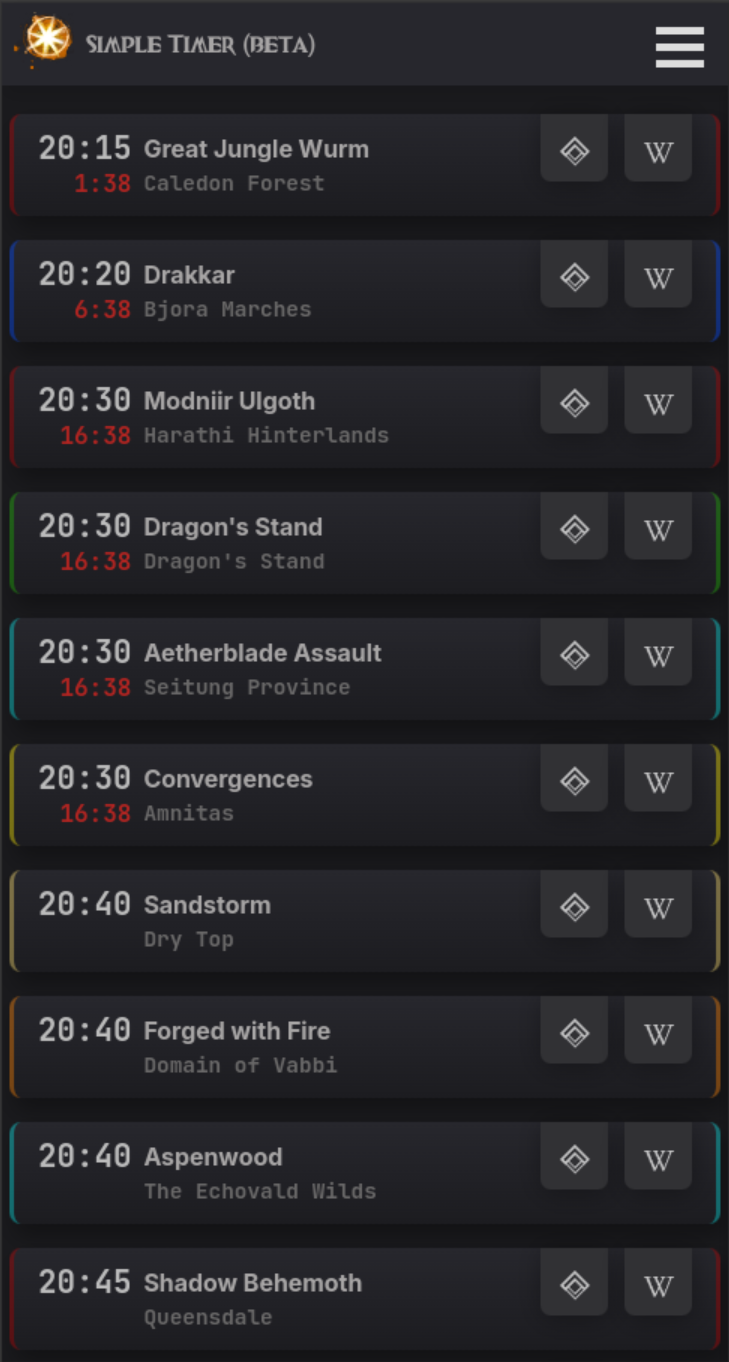 Simple Timer (beta)
20:15 Great Jungle Wurm W
1:38 Caledon Forest
20:20 Drakkar W
6:38 Bjora Marches
20:30 Modniir Ulgoth W
16:38 Harathi Hinterlands
20:30 Dragon's Stand W
16:38 Dragon's Stand
20:30 Aetherblade Assault W
16:38 Seitung Province
20:30 Convergences W
16:38 Amnitas
20:40 Sandstorm W
Dry Top
20:40 Forged with Fire W
Domain of Vabbi
20:40 Aspenwood W
The Echovald Wilds
20:45 Shadow Behemoth W
Queensdale